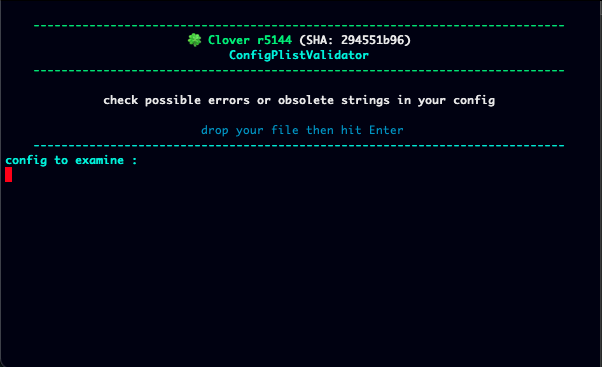 ----------------------------------------------------------------------------
🍀 Clover r5144 (SHA: 294551b96)
ConfigPlistValidator
----------------------------------------------------------------------------
check possible errors or obsolete strings in your config
drop your file then hit Enter
----------------------------------------------------------------------------
config to examine :